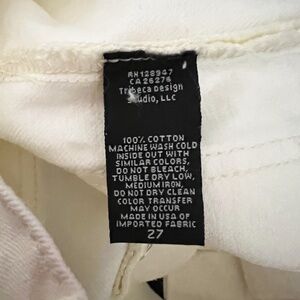 RN 128947
CA 26276
Tribeca Design
Studio, LLC
100% COTTON
MACHINE WASH COLD
INSIDE OUT WITH
SIMILAR COLORS,
DO NOT BLEACH,
TUMBLE DRY LOW,
MEDIUM IRON,
DO NOT DRY CLEAN
COLOR TRANSFER
MAY OCCUR
MADE IN USA OF
IMPORTED FABRIC
27